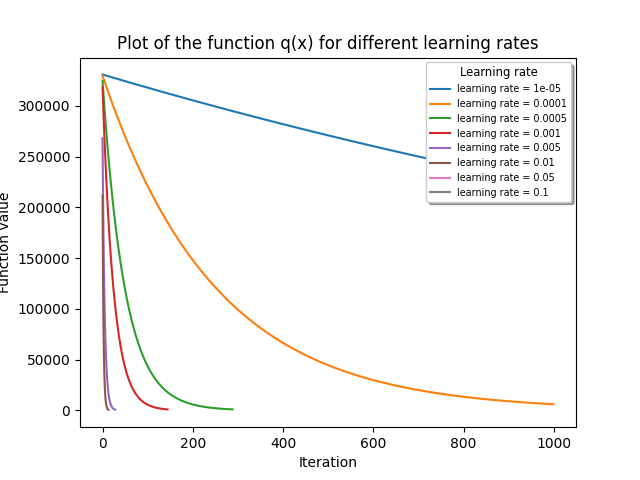 Plot of the function q(x) for different learning rates
Learning rate
learning rate = 1e-05
learning rate = 0.0001
learning rate = 0.0005
learning rate = 0.001
learning rate = 0.005
learning rate = 0.01
learning rate = 0.05
learning rate = 0.1
Function value
300000
250000
200000
150000
100000
50000
0
0 200 400 600 800 1000
Iteration